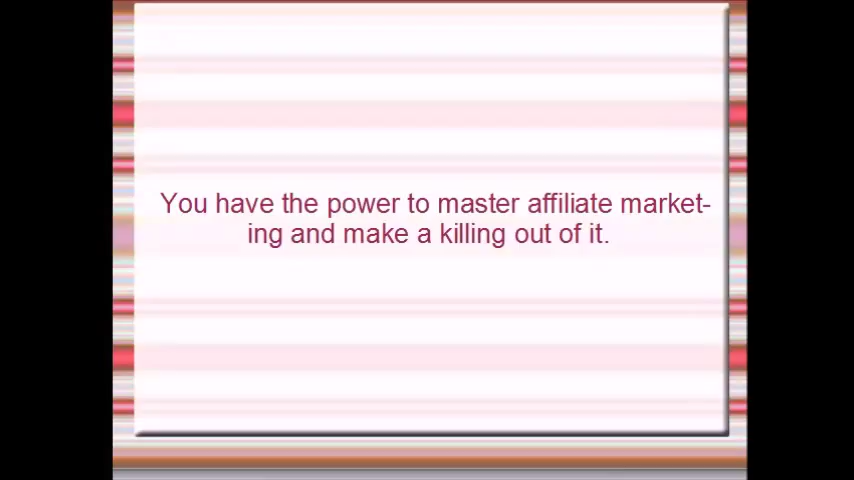 You have the power to master affiliate market-
ing and make a killing out of it.